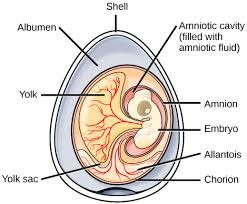 Shell
Albumen
Amniotic cavity
(filled with
amniotic fluid)
Yolk
Amnion
Embryo
Allantois
Yolk sac
Chorion